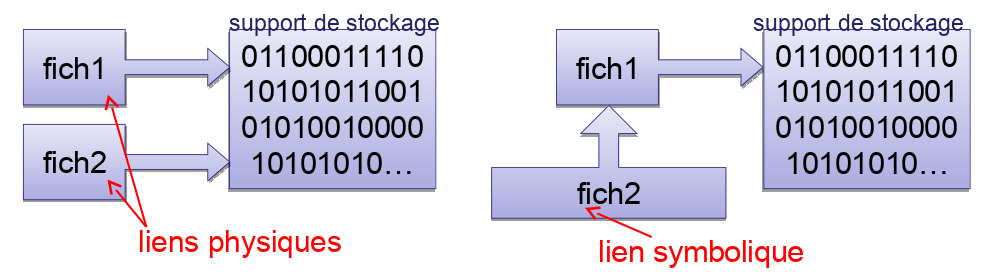 support de stockage
fich1
01100011110
10101011001
01010010000
10101010...
fich2
liens physiques
support de stockage
fich1
01100011110
10101011001
01010010000
10101010...
fich2
lien symbolique